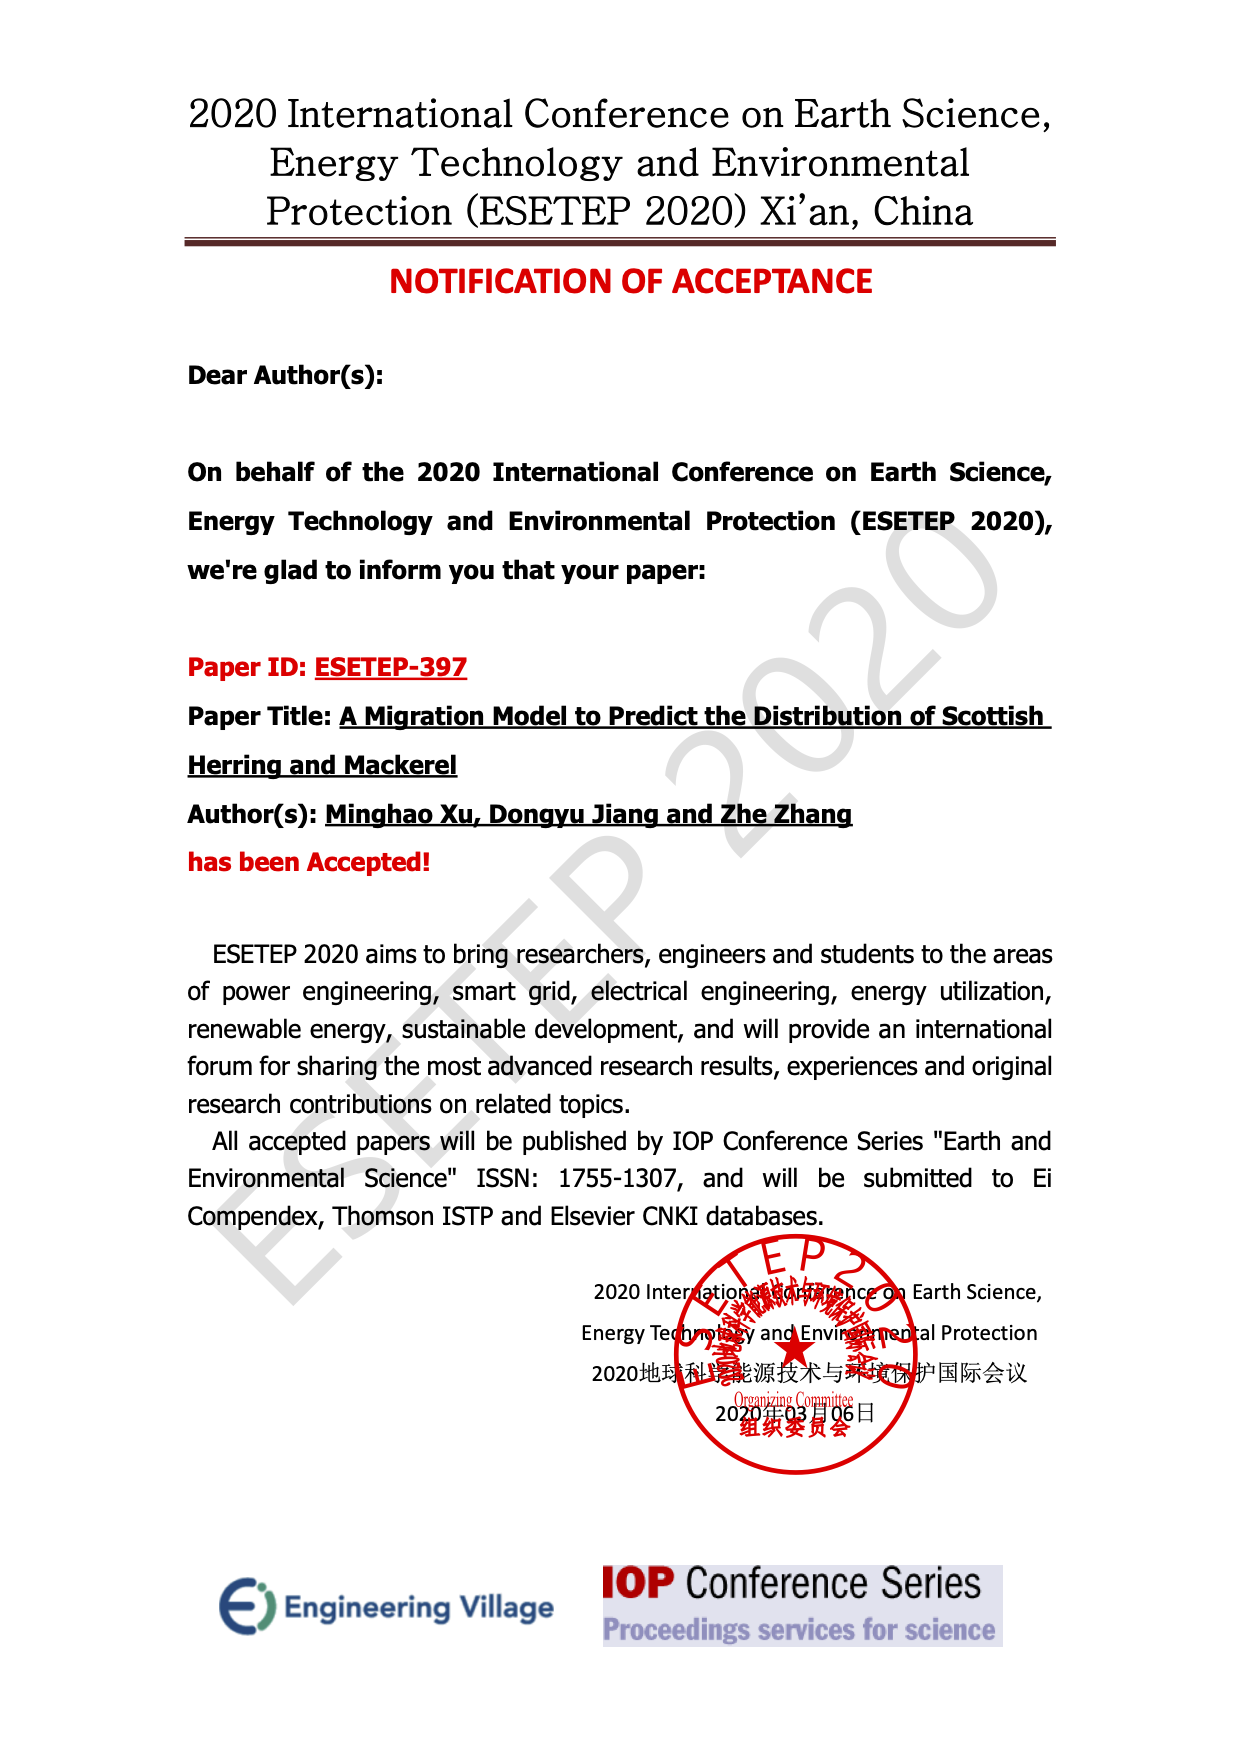 2020 International Conference on Earth Science,
Energy Technology and Environmental
Protection (ESETEP 2020) Xi’an, China
NOTIFICATION OF ACCEPTANCE
Dear Author(s):
On behalf of the 2020 International Conference on Earth Science,
Energy Technology and Environmental Protection (ESETEP 2020),
we're glad to inform you that your paper:
Paper ID: ESETEP-397
Paper Title: A Migration Model to Predict the Distribution of Scottish
Herring and Mackerel
Author(s): Minghao Xu, Dongyu Jiang and Zhe Zhang
has been Accepted!
ESETEP 2020
ESETEP 2020 aims to bring researchers, engineers and students to the areas
of power engineering, smart grid, electrical engineering, energy utilization,
renewable energy, sustainable development, and will provide an international
forum for sharing the most advanced research results, experiences and original
research contributions on related topics.
All accepted papers will be published by IOP Conference Series "Earth and
Environmental Science" ISSN: 1755-1307, and will be submitted to Ei
Compendex, Thomson ISTP and Elsevier CNKI databases.
ESETEP2020
2020 International Conference on Earth Science,
Energy Technology and Environmental Protection
2020地球科学能源技术与环境保护国际会议
Organizing Committee
2020年03月06日
组织委员会
Engineering Village
IOP Conference Series
Proceedings services for science